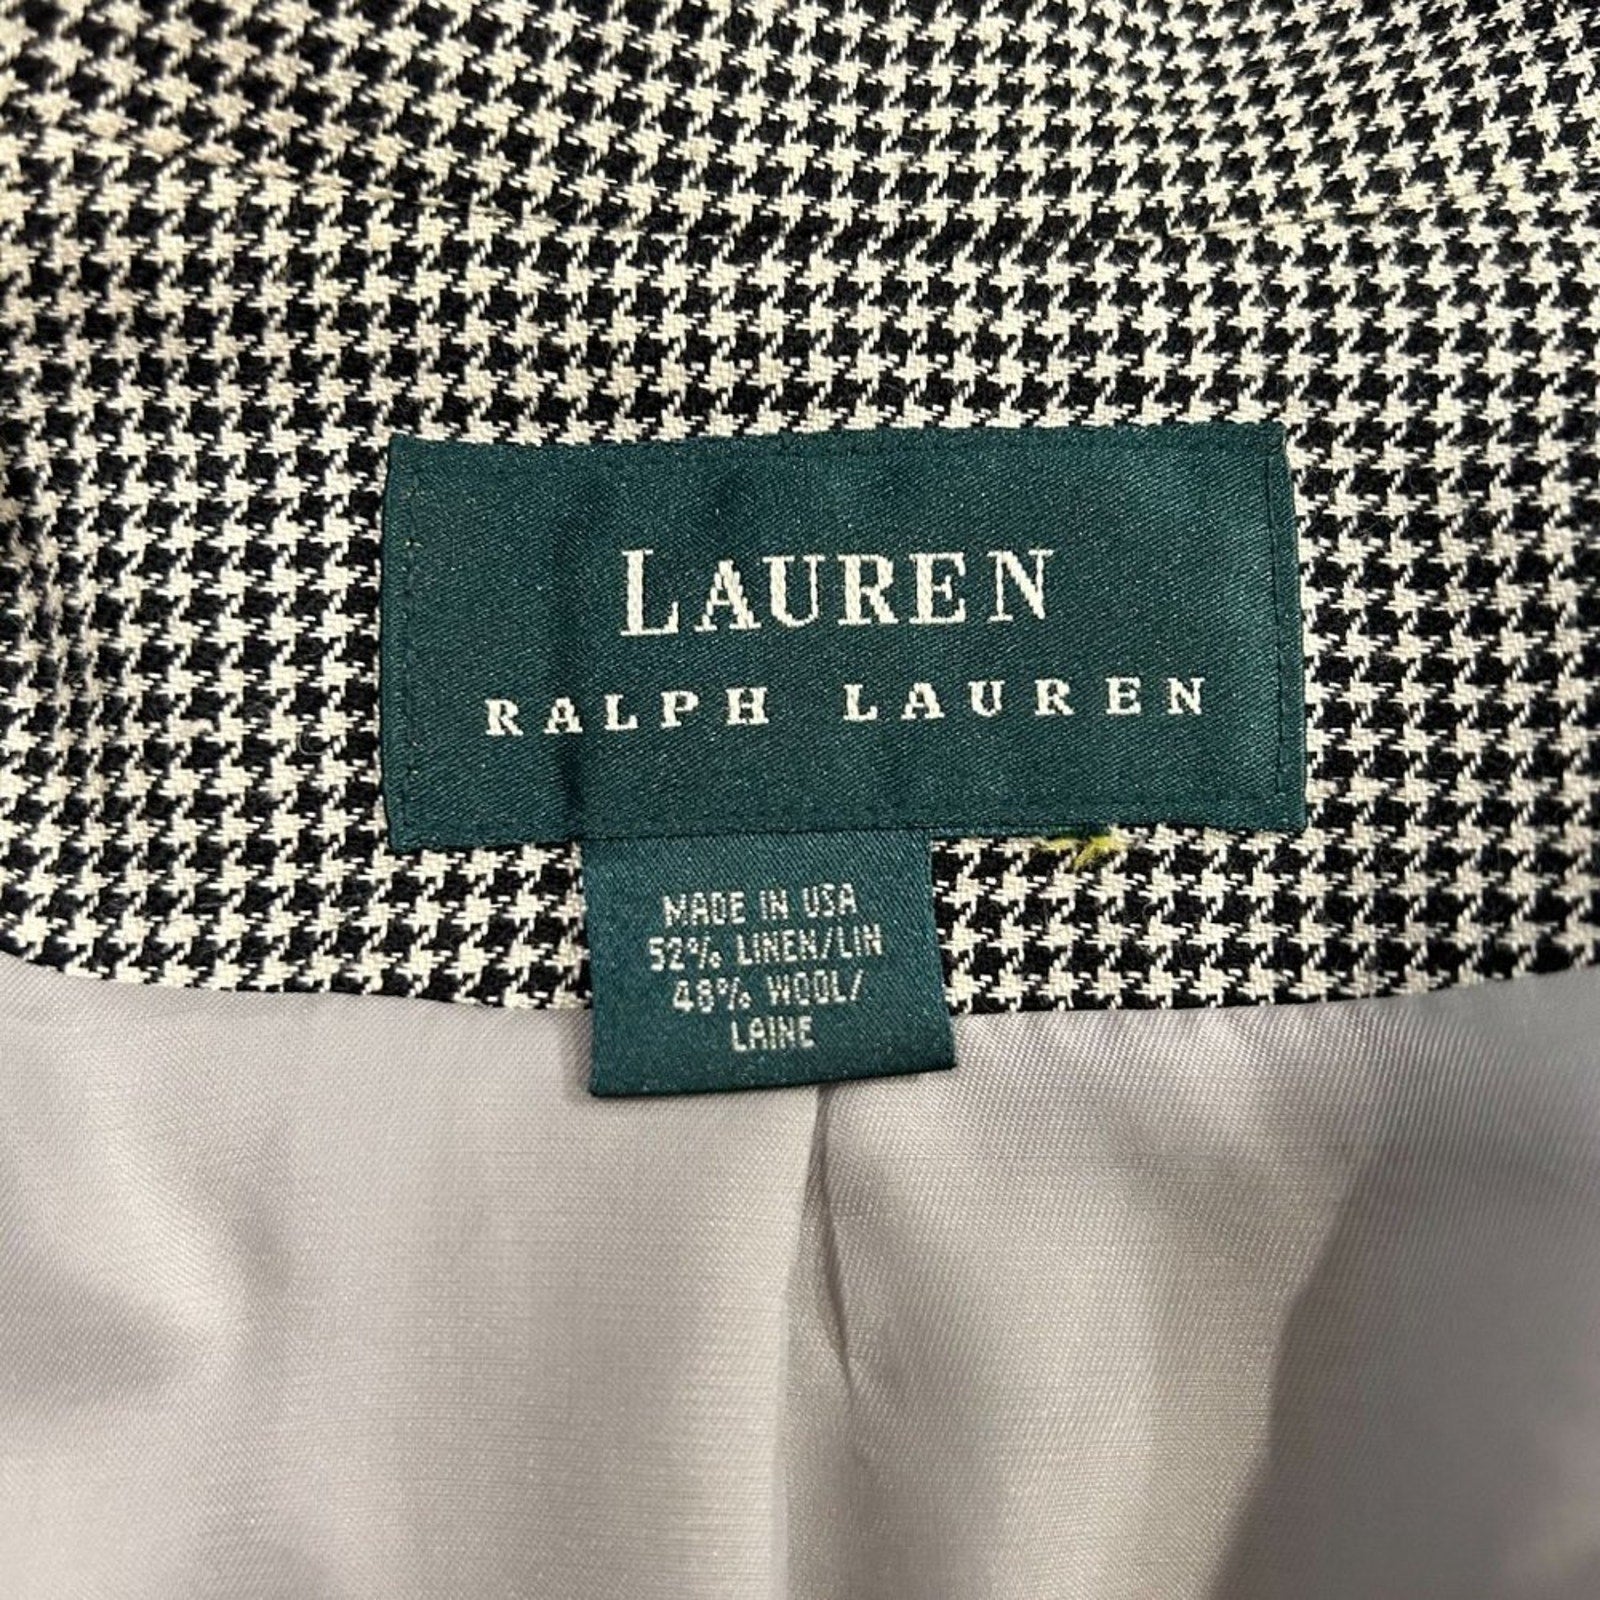 LAUREN
RALPH LAUREN
MADE IN USA
52% LINEN/LIN
48% WOOL/
LAINE